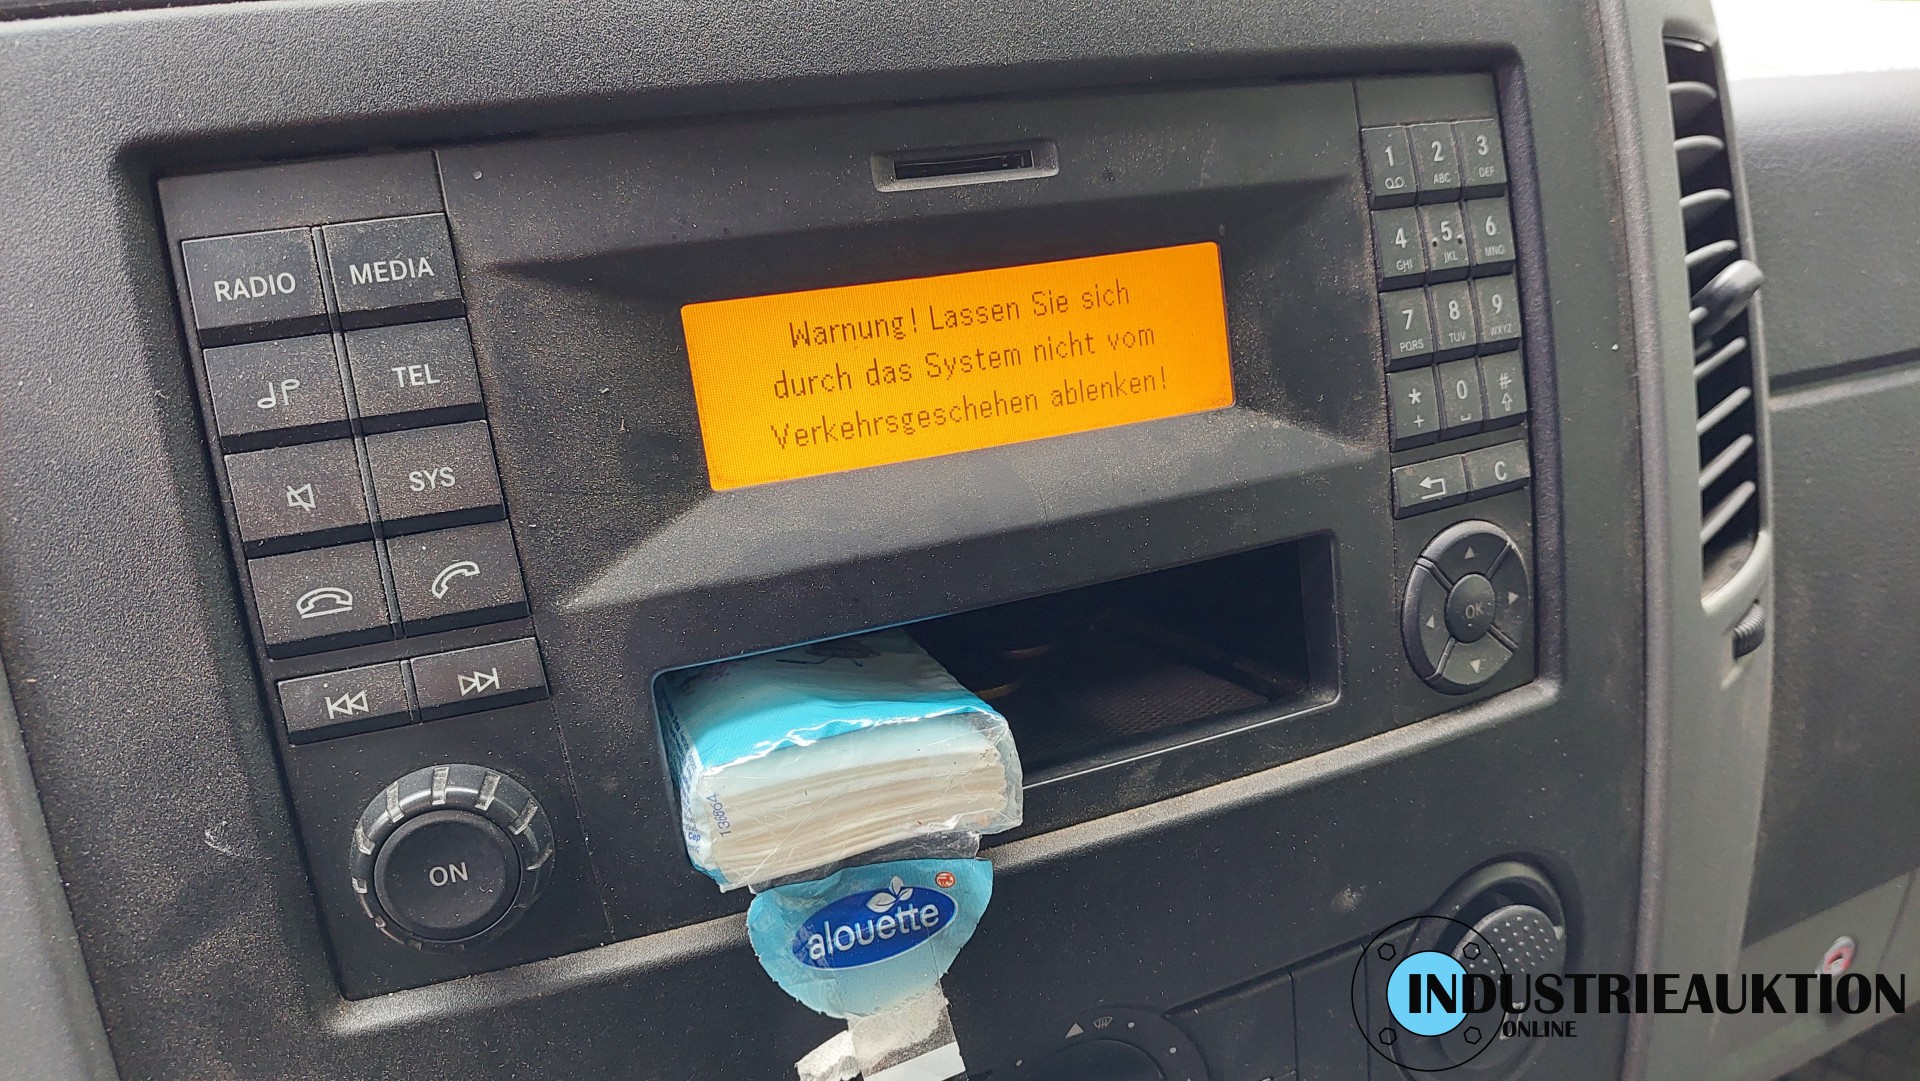 RADIO
MEDIA
TEL
SYS
ON
Warnung! Lassen Sie sich
durch das System nicht vom
Verkehrsgeschehen ablenken!
1 2 3
ABC DEF
4 5 6
GHI JKL MNO
7 8 9
PQRS TUV WXYZ
* 0 #
+
C
OK
136864
alouette
INDUSTRIEAUKTION
ONLINE